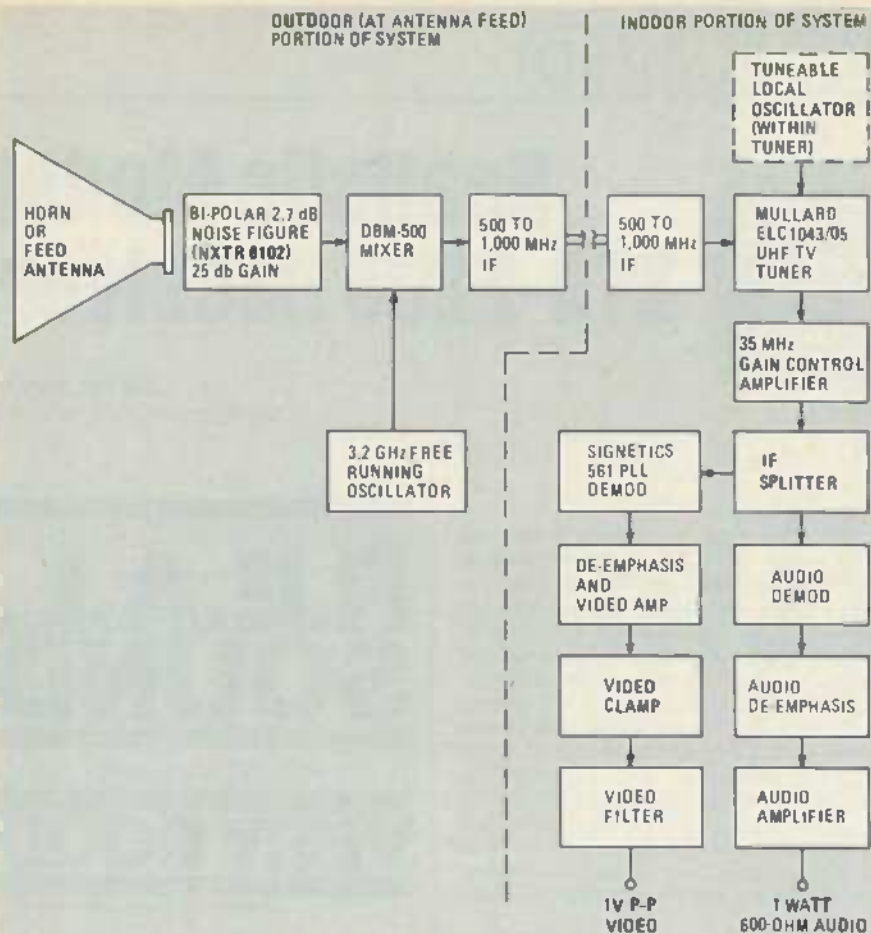 OUTDOOR (AT ANTENNA FEED)
PORTION OF SYSTEM
INDOOR PORTION OF SYSTEM
TUNEABLE
LOCAL
OSCILLATOR
(WITHIN
TUNER)
HORN
OR
FEED
ANTENNA
BI-POLAR 2.7 dB
NOISE FIGURE
(NXTR 6102)
25 db GAIN
DBM-500
MIXER
500 TO
1,000 MHz
IF
500 TO
1,000 MHz
IF
MULLARD
ELC1043/05
UHF TV
TUNER
35 MHz
GAIN CONTROL
AMPLIFIER
3.2 GHz FREE
RUNNING
OSCILLATOR
SIGNETICS
561 PLL
DEMOD
IF
SPLITTER
DE-EMPHASIS
AND
VIDEO AMP
AUDIO
DEMOD
VIDEO
CLAMP
AUDIO
DE-EMPHASIS
VIDEO
FILTER
AUDIO
AMPLIFIER
1V P-P
VIDEO
1 WATT
600-OHM AUDIO